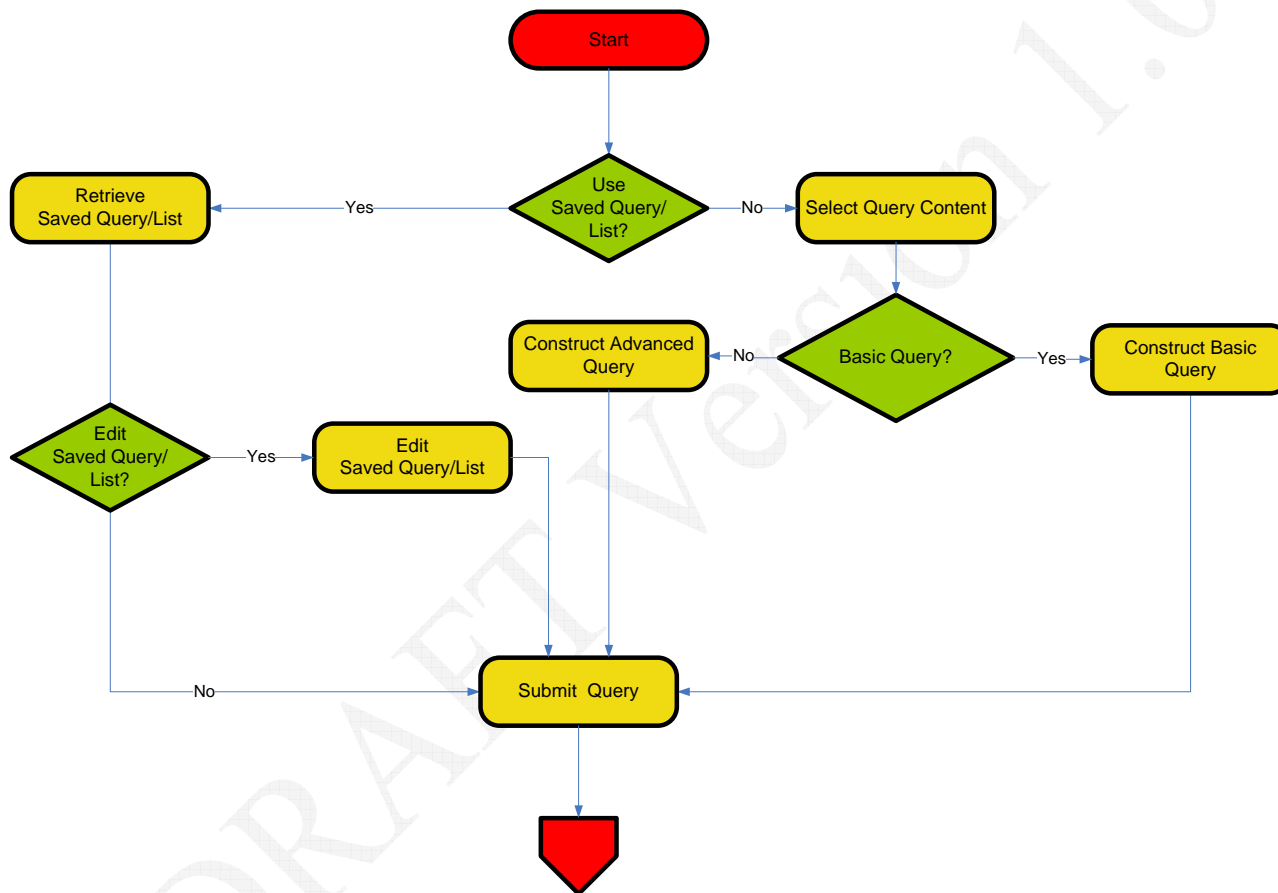 Start
Use
Saved Query/
List?
Yes
No
Retrieve
Saved Query/List
Select Query Content
Construct Advanced
Query
No
Basic Query?
Yes
Construct Basic
Query
Edit
Saved Query/
List?
Yes
Edit
Saved Query/List
No
Submit  Query
DRAFT Version 1.0